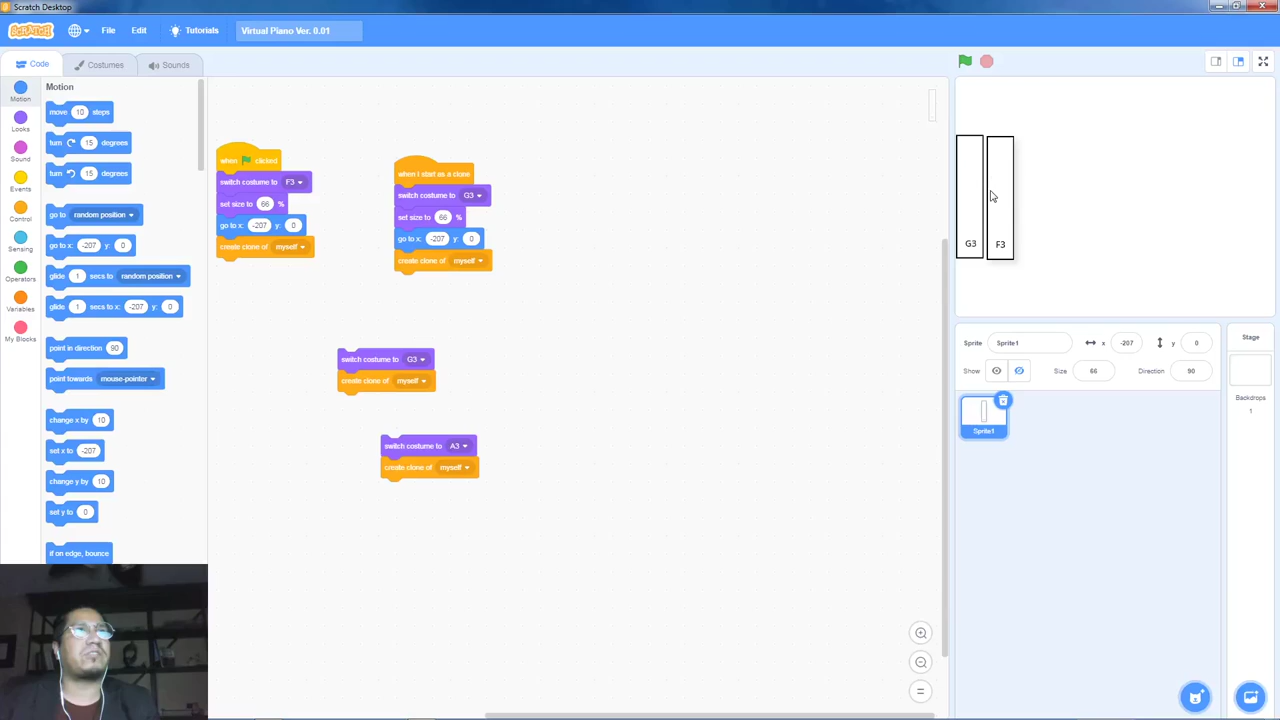 Scratch Desktop
SCRATCH
File
Edit
Tutorials
Virtual Piano Ver. 0.01
Code
Costumes
Sounds
Motion
Looks
Sound
Events
Control
Sensing
Operators
Variables
My Blocks
Motion
move 10 steps
turn 15 degrees
turn 15 degrees
go to random position
go to x: -207 y: 0
glide 1 secs to random position
glide 1 secs to x: -207 y: 0
point in direction 90
point towards mouse-pointer
change x by 10
set x to -207
change y by 10
set y to 0
if on edge, bounce
when clicked
switch costume to F3
set size to 66 %
go to x: -207 y: 0
create clone of myself
when I start as a clone
switch costume to G3
set size to 66 %
go to x: -207 y: 0
create clone of myself
switch costume to G3
create clone of myself
switch costume to A3
create clone of myself
G3
F3
Sprite Sprite1 x -207 y 0
Show Size 66 Direction 90
Sprite1
Stage
Backdrops
1